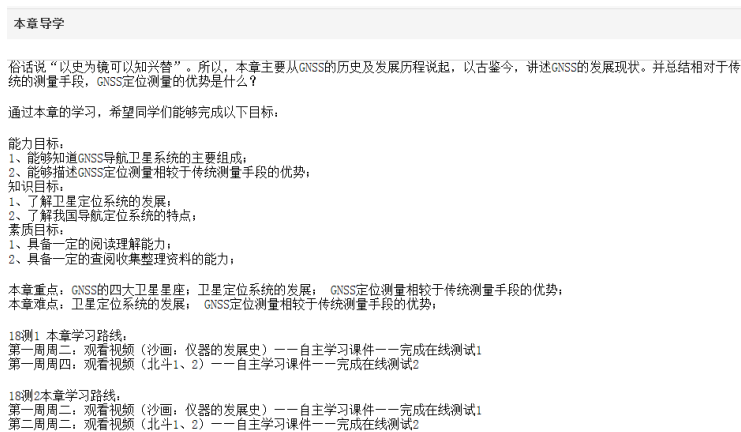 本章导学
俗话说“以史为镜可以知兴替”。所以，本章主要从GNSS的历史及发展历程说起，以古鉴今，讲述GNSS的发展现状。并总结相对于传
统的测量手段，GNSS定位测量的优势是什么？
通过本章的学习，希望同学们能够完成以下目标：
能力目标：
1、能够知道GNSS导航卫星系统的主要组成；
2、能够描述GNSS定位测量相较于传统测量手段的优势；
知识目标：
1、了解卫星定位系统的发展；
2、了解我国导航定位系统的特点；
素质目标：
1、具备一定的阅读理解能力；
2、具备一定的查阅收集整理资料的能力；
本章重点：GNSS的四大卫星星座；卫星定位系统的发展； GNSS定位测量相较于传统测量手段的优势；
本章难点：卫星定位系统的发展； GNSS定位测量相较于传统测量手段的优势；
18测1 本章学习路线：
第一周周二：观看视频（沙画：仪器的发展史）——自主学习课件——完成在线测试1
第一周周四：观看视频（北斗1、2）——自主学习课件——完成在线测试2
18测2本章学习路线：
第一周周二：观看视频（沙画：仪器的发展史）——自主学习课件——完成在线测试1
第二周周二：观看视频（北斗1、2）——自主学习课件——完成在线测试2